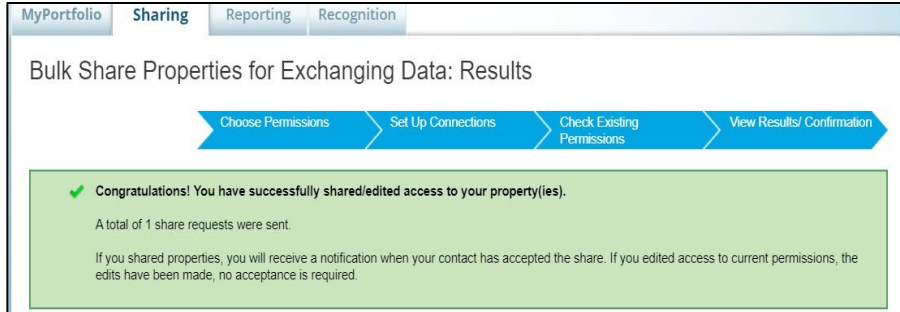 MyPortfolio Sharing Reporting Recognition
Bulk Share Properties for Exchanging Data: Results
Choose Permissions Set Up Connections Check Existing Permissions View Results/ Confirmation
Congratulations! You have successfully shared/edited access to your property(ies).
A total of 1 share requests were sent.
If you shared properties, you will receive a notification when your contact has accepted the share. If you edited access to current permissions, the
edits have been made, no acceptance is required.